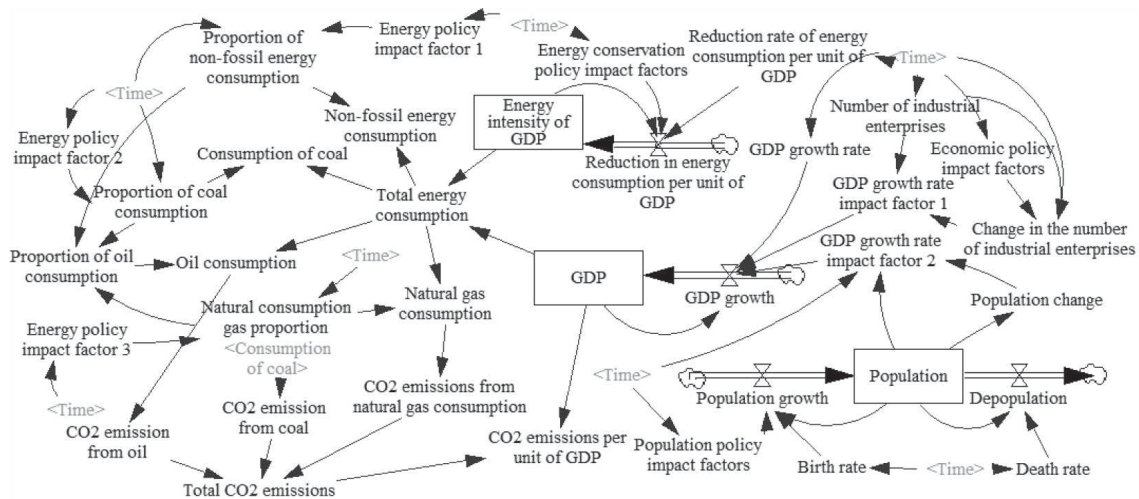 Proportion of
non-fossil energy
consumption
Energy policy
impact factor 1
<Time>
Energy conservation
policy impact factors
Reduction rate of energy
consumption per unit of
GDP
<Time>
<Time>
Energy policy
impact factor 2
Non-fossil energy
consumption
Energy
intensity of
GDP
Reduction in energy
consumption per unit of
GDP
GDP growth rate
Number of industrial
enterprises
Economic policy
impact factors
Consumption of coal
Proportion of coal
consumption
Total energy
consumption
GDP growth rate
impact factor 1
Change in the number
of industrial enterprises
Proportion of oil
consumption
Oil consumption
<Time>
GDP
GDP growth
GDP growth rate
impact factor 2
Natural consumption
gas proportion
Natural gas
consumption
Population change
Energy policy
impact factor 3
<Consumption
of coal>
<Time>
Population
Population growth
Depopulation
<Time>
CO2 emission
from oil
CO2 emission
from coal
CO2 emissions from
natural gas consumption
CO2 emissions per
unit of GDP
Population policy
impact factors
Birth rate
<Time>
Death rate
Total CO2 emissions